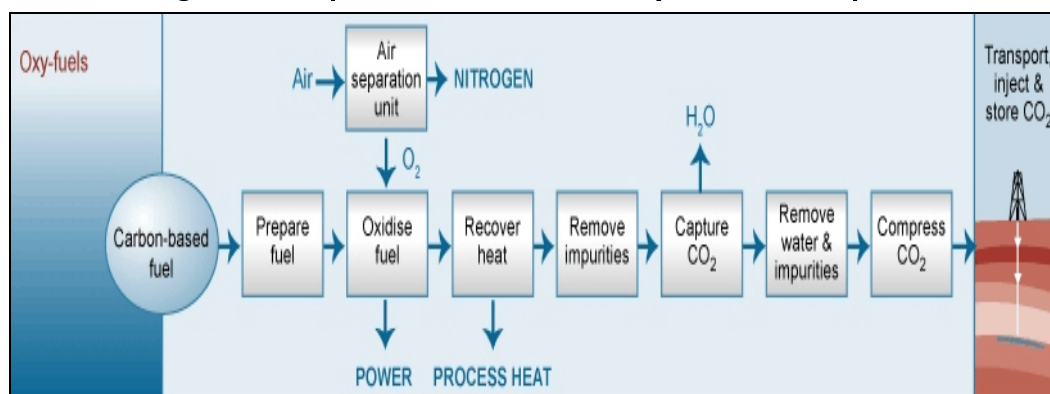 Oxy-fuels
Air
Air
separation
unit
NITROGEN
O₂
H₂O
Transport,
inject &
store CO₂
Carbon-based
fuel
Prepare
fuel
Oxidise
fuel
Recover
heat
Remove
impurities
Capture
CO₂
Remove
water &
impurities
Compress
CO₂
POWER
PROCESS HEAT